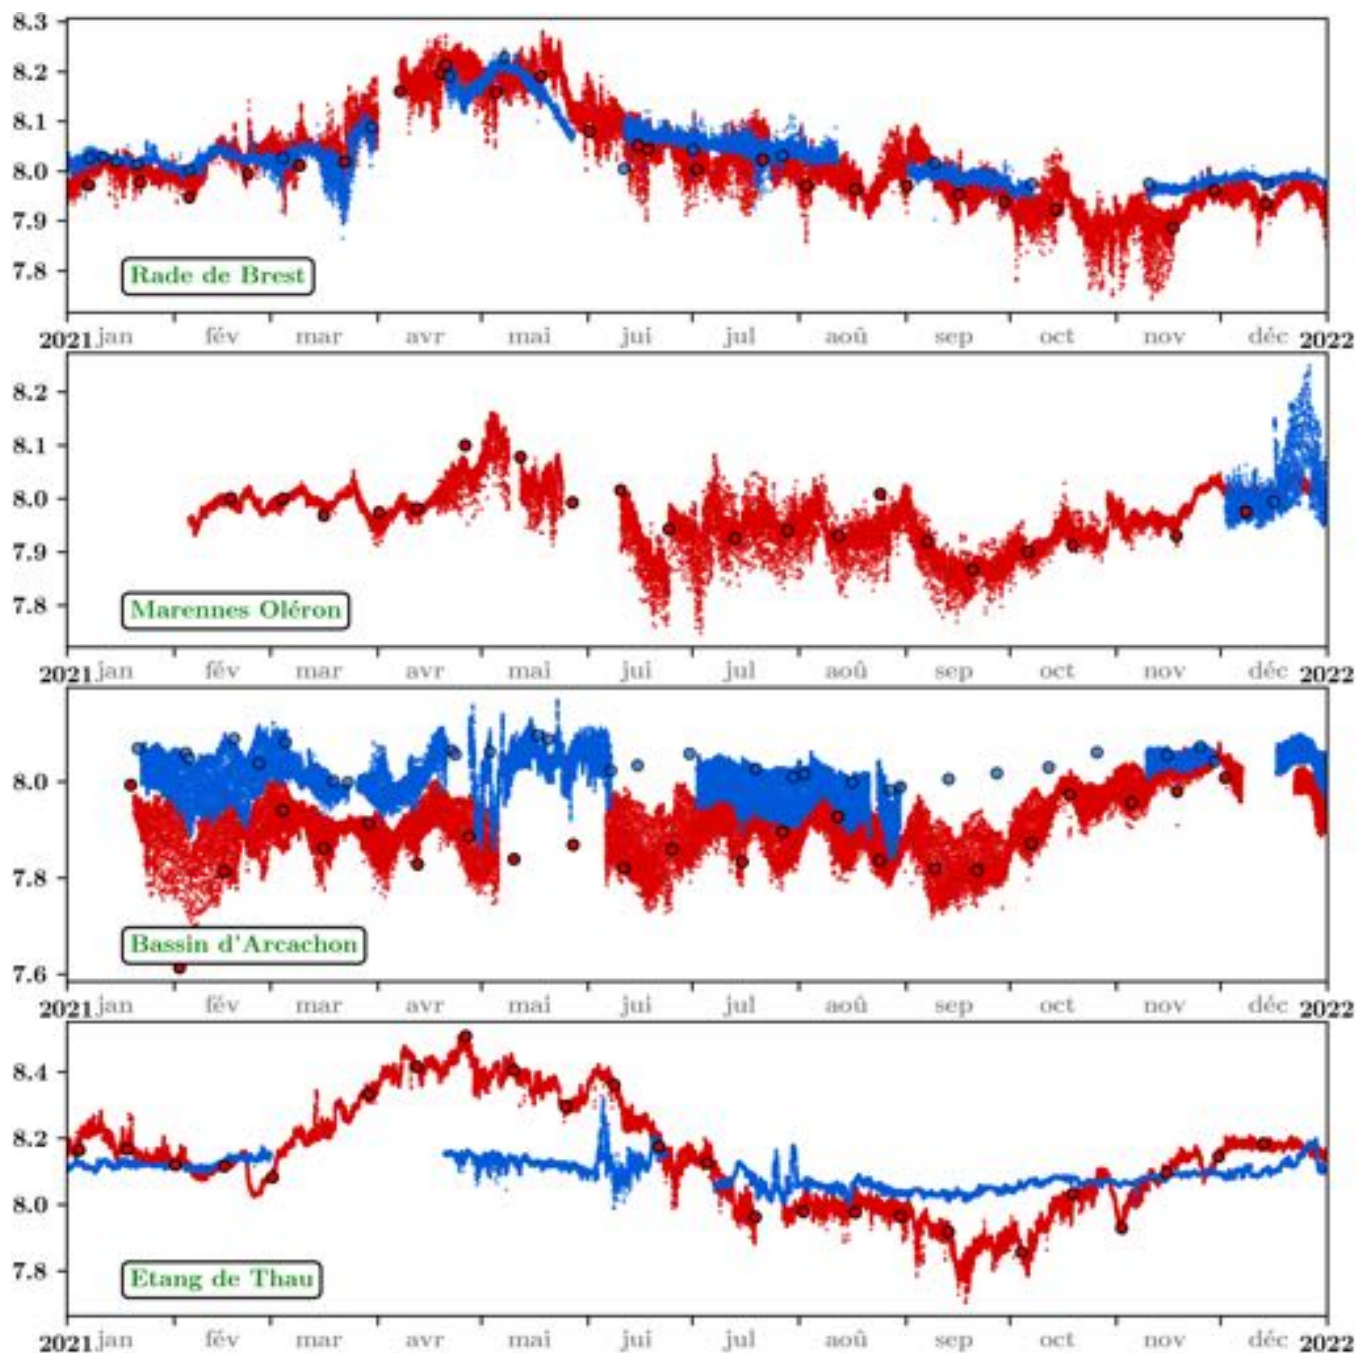 8.3
8.2
8.1
8.0
7.9
7.8
Rade de Brest
2021 jan fév mar avr mai jui jul aoû sep oct nov déc 2022
8.2
8.1
8.0
7.9
7.8
Marennes Oléron
2021 jan fév mar avr mai jui jul aoû sep oct nov déc 2022
8.0
7.8
Bassin d'Arcachon
7.6
2021 jan fév mar avr mai jui jul aoû sep oct nov déc 2022
8.4
8.2
8.0
7.8
Etang de Thau
2021 jan fév mar avr mai jui jul aoû sep oct nov déc 2022